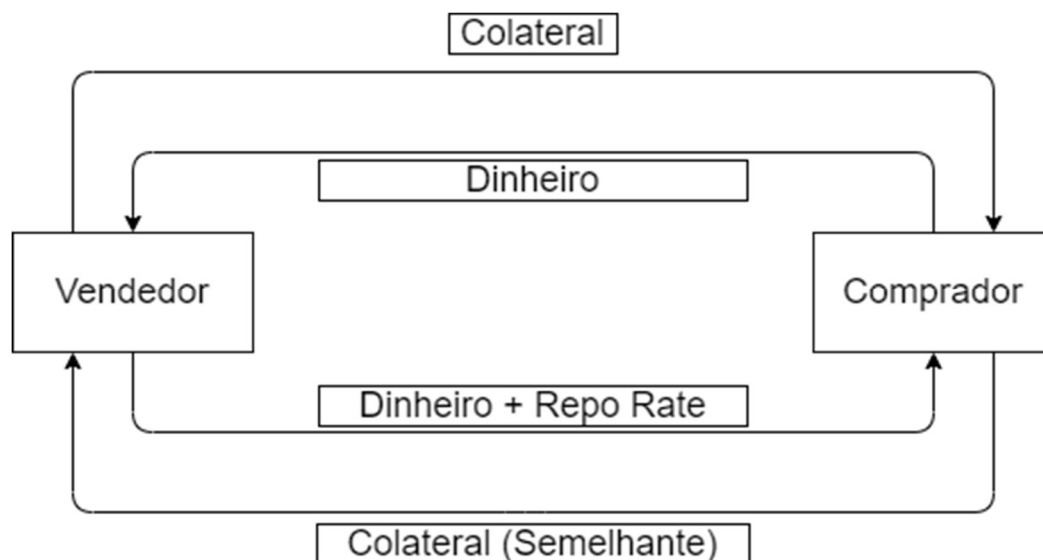 Colateral
Dinheiro
Vendedor
Comprador
Dinheiro + Repo Rate
Colateral (Semelhante)